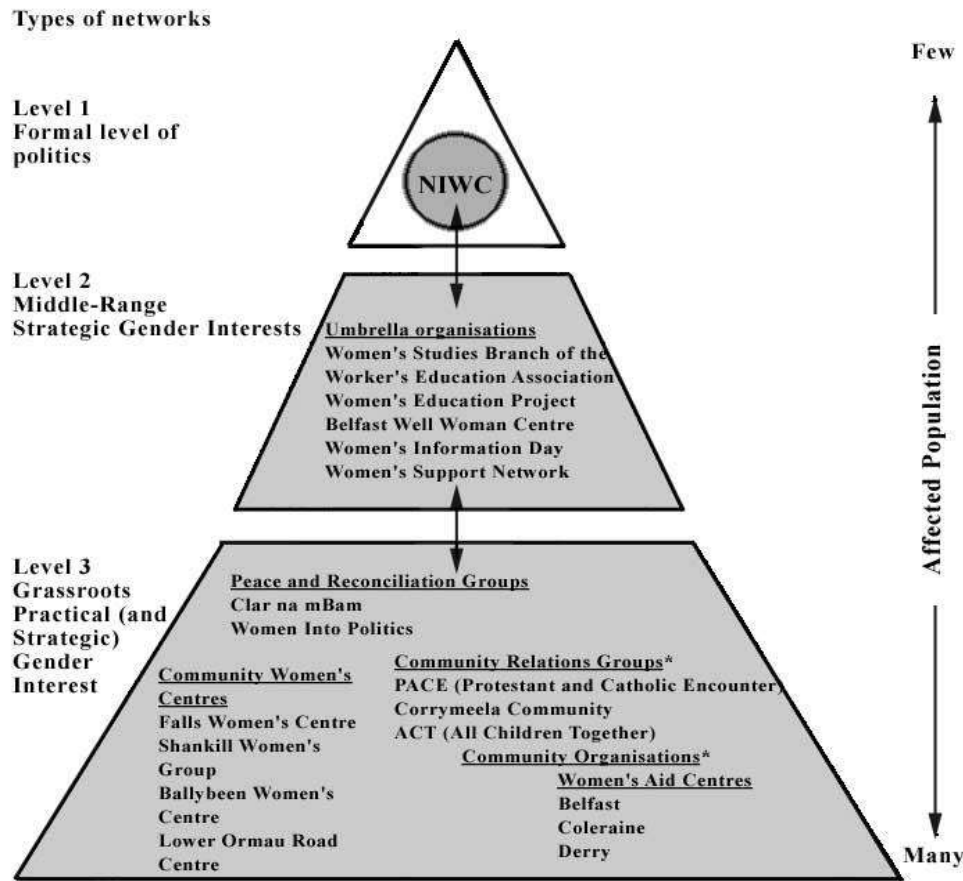 Types of networks
Few
Level 1
Formal level of
politics
NIWC
Level 2
Middle-Range
Strategic Gender Interests
Umbrella organisations
Women's Studies Branch of the
Worker's Education Association
Women's Education Project
Belfast Well Woman Centre
Women's Information Day
Women's Support Network
Affected Population
Level 3
Grassroots
Practical (and
Strategic)
Gender
Interest
Peace and Reconciliation Groups
Clar na mBam
Women Into Politics
Community Women's
Centres
Falls Women's Centre
Shankill Women's
Group
Ballybeen Women's
Centre
Lower Ormau Road
Centre
Community Relations Groups*
PACE (Protestant and Catholic Encounter)
Corrymeela Community
ACT (All Children Together)
Community Organisations*
Women's Aid Centres
Belfast
Coleraine
Derry
Many